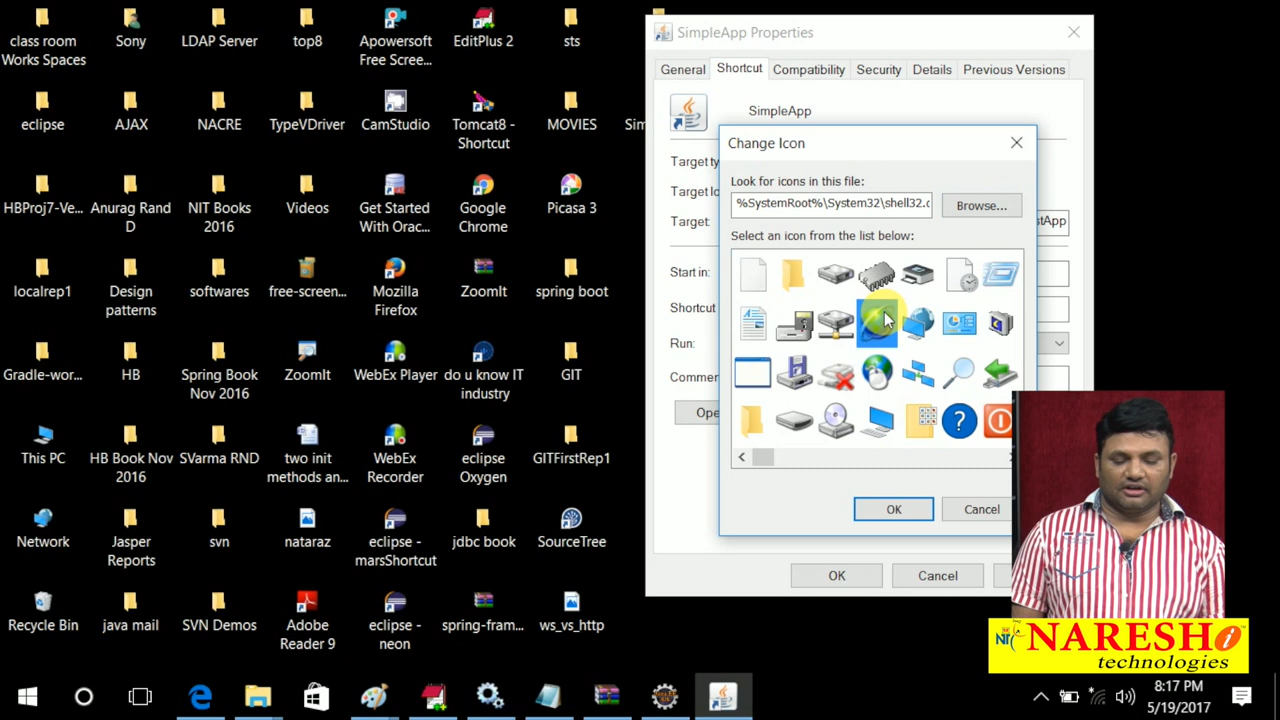 class room
Works Spaces
Sony
LDAP Server
top8
Apowersoft
Free Scree...
EditPlus 2
sts
eclipse
AJAX
NACRE
TypeVDriver
CamStudio
Tomcat8 -
Shortcut
MOVIES
HBProj7-Ve...
Anurag Rand
D
NIT Books
2016
Videos
Get Started
With Orac...
Google
Chrome
Picasa 3
localrep1
Design
patterns
softwares
free-screen...
Mozilla
Firefox
ZoomIt
spring boot
Gradle-wor...
HB
Spring Book
Nov 2016
ZoomIt
WebEx Player
do u know IT
industry
GIT
This PC
HB Book Nov
2016
SVarma RND
two init
methods an...
WebEx
Recorder
eclipse
Oxygen
GITFirstRep1
Network
Jasper
Reports
svn
nataraz
eclipse -
marsShortcut
jdbc book
SourceTree
Recycle Bin
java mail
SVN Demos
Adobe
Reader 9
eclipse -
neon
spring-fram...
ws_vs_http
SimpleApp Properties
General
Shortcut
Compatibility
Security
Details
Previous Versions
SimpleApp
Target ty
Target lo
Target:
Start in:
Shortcut
Run:
Comme
Ope
OK
Cancel
Change Icon
Look for icons in this file:
%SystemRoot%\System32\shell32.d
Browse...
Select an icon from the list below:
OK
Cancel
NARESH i
technologies
8:17 PM
5/19/2017